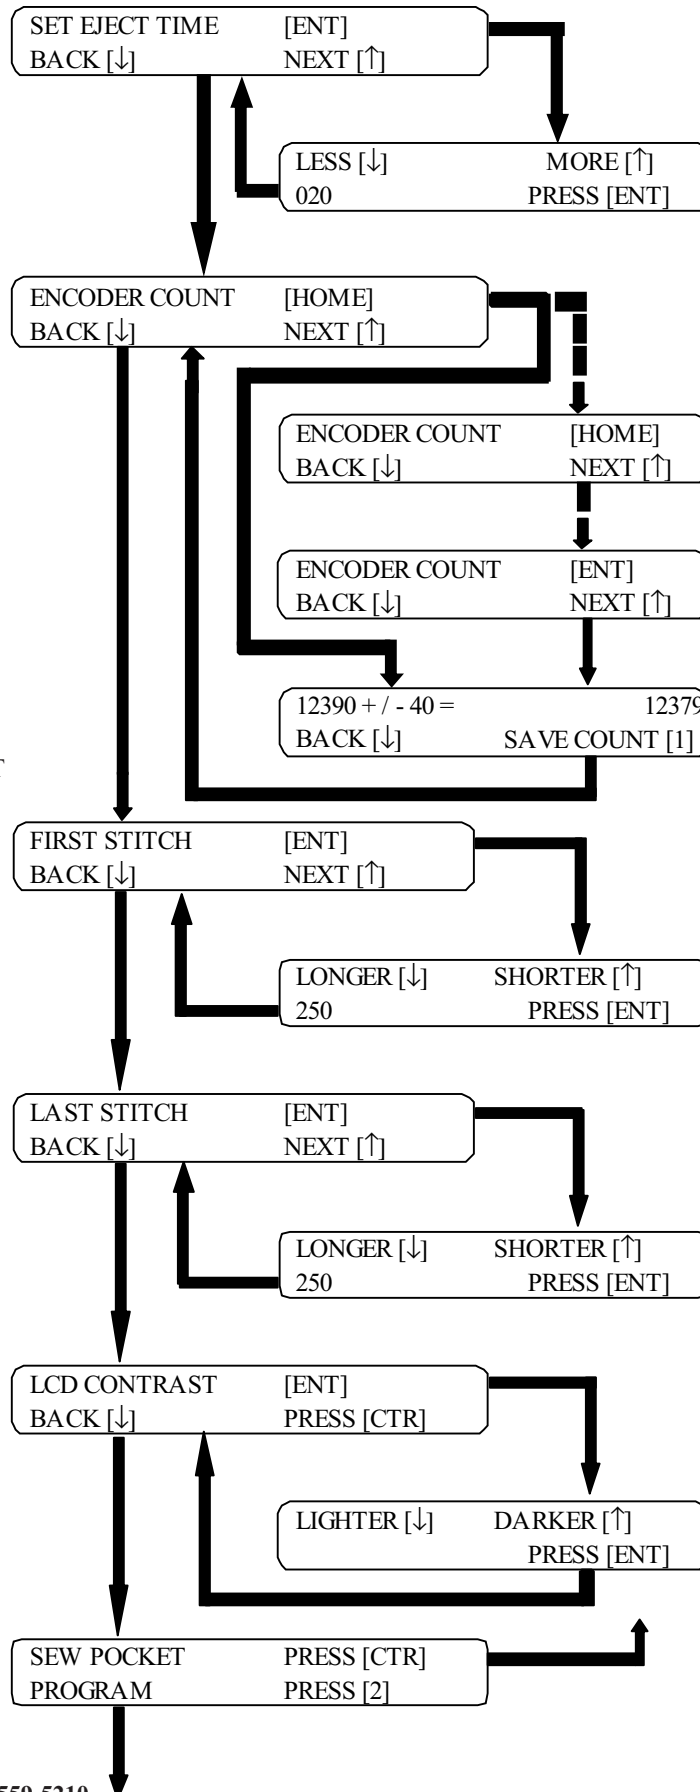 SET EJECT TIME [ENT]
BACK [↓] NEXT [↑]
LESS [↓] MORE [↑]
020 PRESS [ENT]
ENCODER COUNT [HOME]
BACK [↓] NEXT [↑]
ENCODER COUNT [HOME]
BACK [↓] NEXT [↑]
ENCODER COUNT [ENT]
BACK [↓] NEXT [↑]
12390 + / - 40 = 12379
BACK [↓] SAVE COUNT [1]
T
FIRST STITCH [ENT]
BACK [↓] NEXT [↑]
LONGER [↓] SHORTER [↑]
250 PRESS [ENT]
LAST STITCH [ENT]
BACK [↓] NEXT [↑]
LONGER [↓] SHORTER [↑]
250 PRESS [ENT]
LCD CONTRAST [ENT]
BACK [↓] PRESS [CTR]
LIGHTER [↓] DARKER [↑]
PRESS [ENT]
SEW POCKET PRESS [CTR]
PROGRAM PRESS [2]